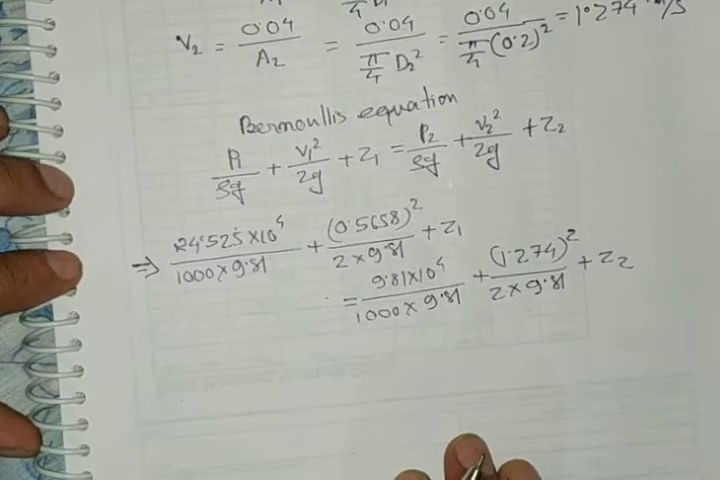 V₂ = 0.04/A₂ = 0.04/(π/4 D₂²) = 0.04/(π/4 (0.2)²) = 1.274 m/s
Bernoullis equation
P₁/ρg + V₁²/2g + Z₁ = P₂/ρg + V₂²/2g + Z₂
⇒ 24.525×10⁴/1000×9.81 + (0.5658)²/2×9.81 + Z₁
= 9.81×10⁴/1000×9.81 + (1.274)²/2×9.81 + Z₂